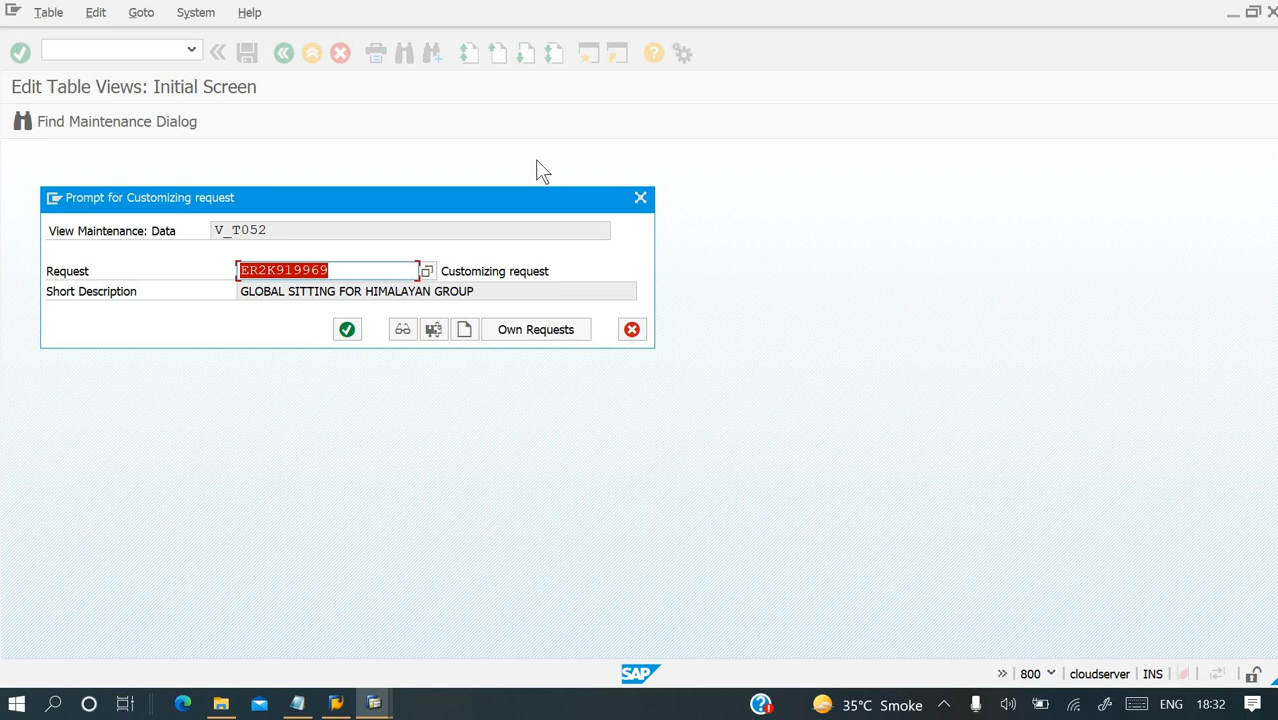 Table Edit Goto System Help
Edit Table Views: Initial Screen
Find Maintenance Dialog
Prompt for Customizing request
View Maintenance: Data V_T052
Request ER2K919969 Customizing request
Short Description GLOBAL SITTING FOR HIMALAYAN GROUP
Own Requests
SAP
800 cloudserver INS
35°C Smoke ENG 18:32